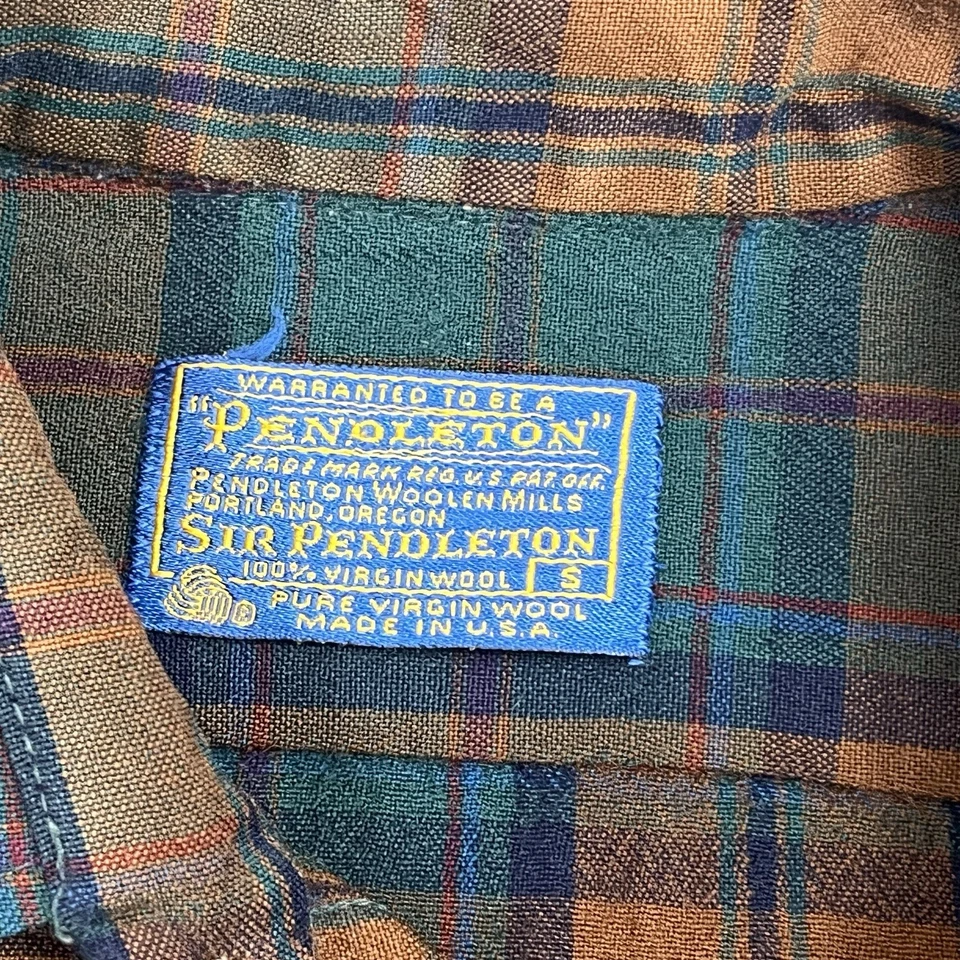 WARRANTED TO BE A
"PENDLETON"
TRADE MARK REG. U.S. PAT. OFF.
PENDLETON WOOLEN MILLS
PORTLAND, OREGON
SIR PENDLETON
100% VIRGIN WOOL S
PURE VIRGIN WOOL
MADE IN U.S.A.